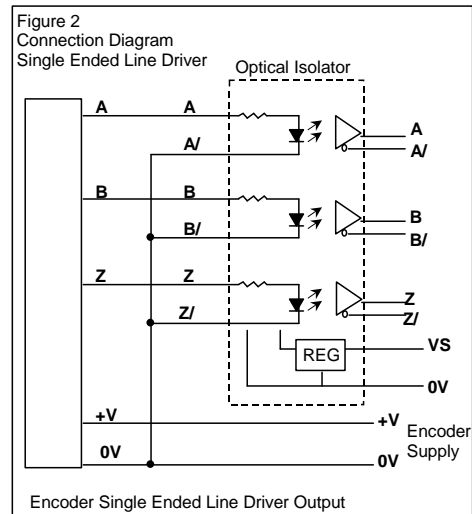 Figure 2
Connection Diagram
Single Ended Line Driver
Optical Isolator
A A A
A/ A/
B B B
B/ B/
Z Z Z
Z/ Z/
REG VS
0V
+V +V Encoder
0V 0V Supply
Encoder Single Ended Line Driver Output